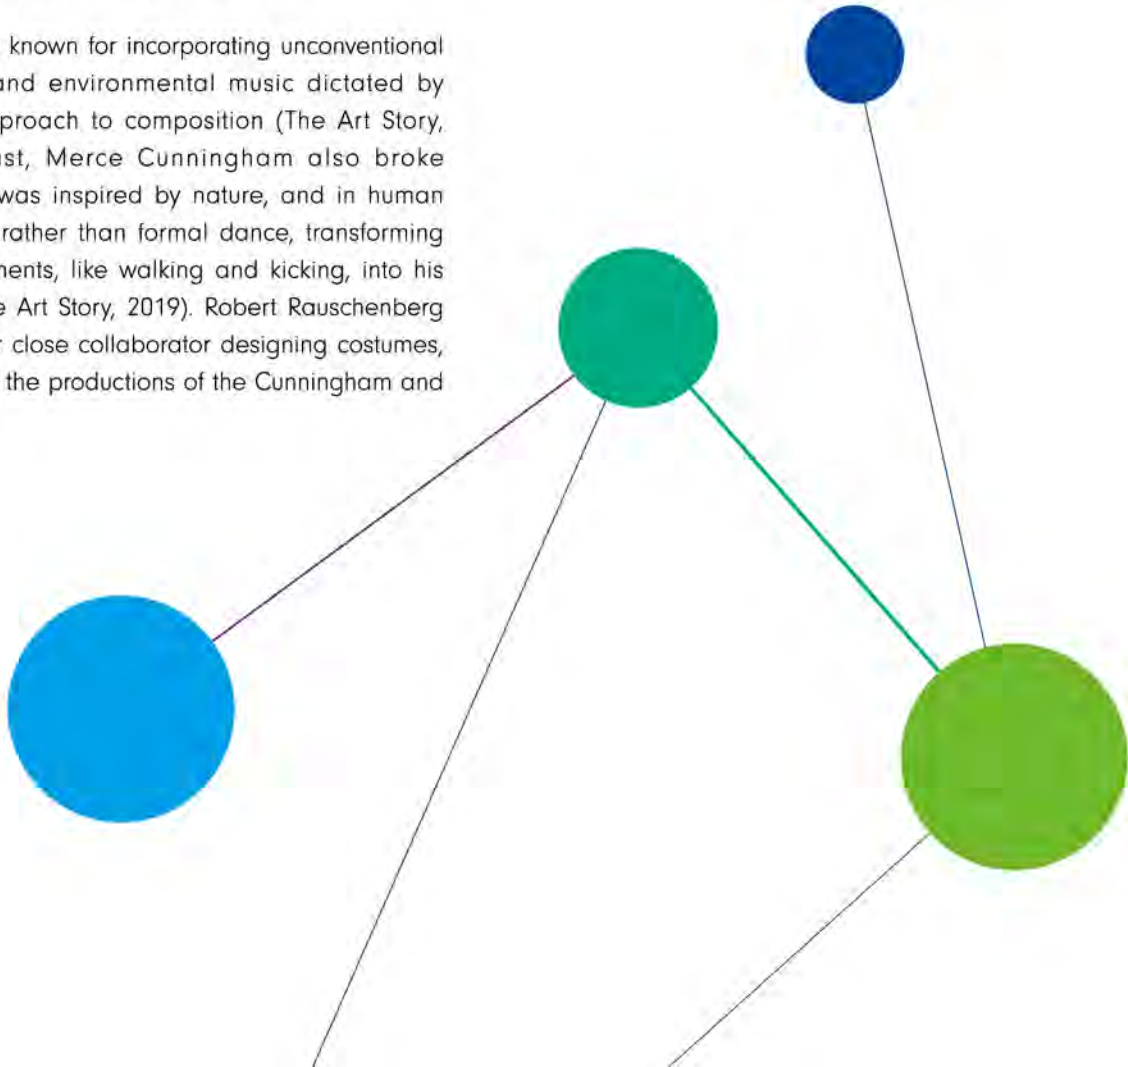 known for incorporating unconventional
and environmental music dictated by
proach to composition (The Art Story,
ast, Merce Cunningham also broke
was inspired by nature, and in human
rather than formal dance, transforming
nents, like walking and kicking, into his
e Art Story, 2019). Robert Rauschenberg
r close collaborator designing costumes,
the productions of the Cunningham and